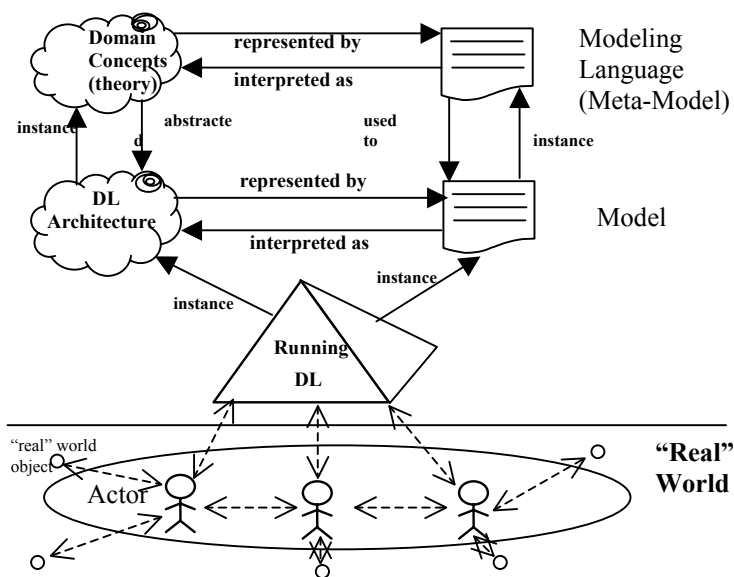 Domain
Concepts
(theory)
represented by
interpreted as
Modeling
Language
(Meta-Model)
instance
abstracte
d
used
to
instance
DL
Architecture
represented by
interpreted as
Model
instance
instance
Running
DL
"real" world
object
Actor
“Real”
World